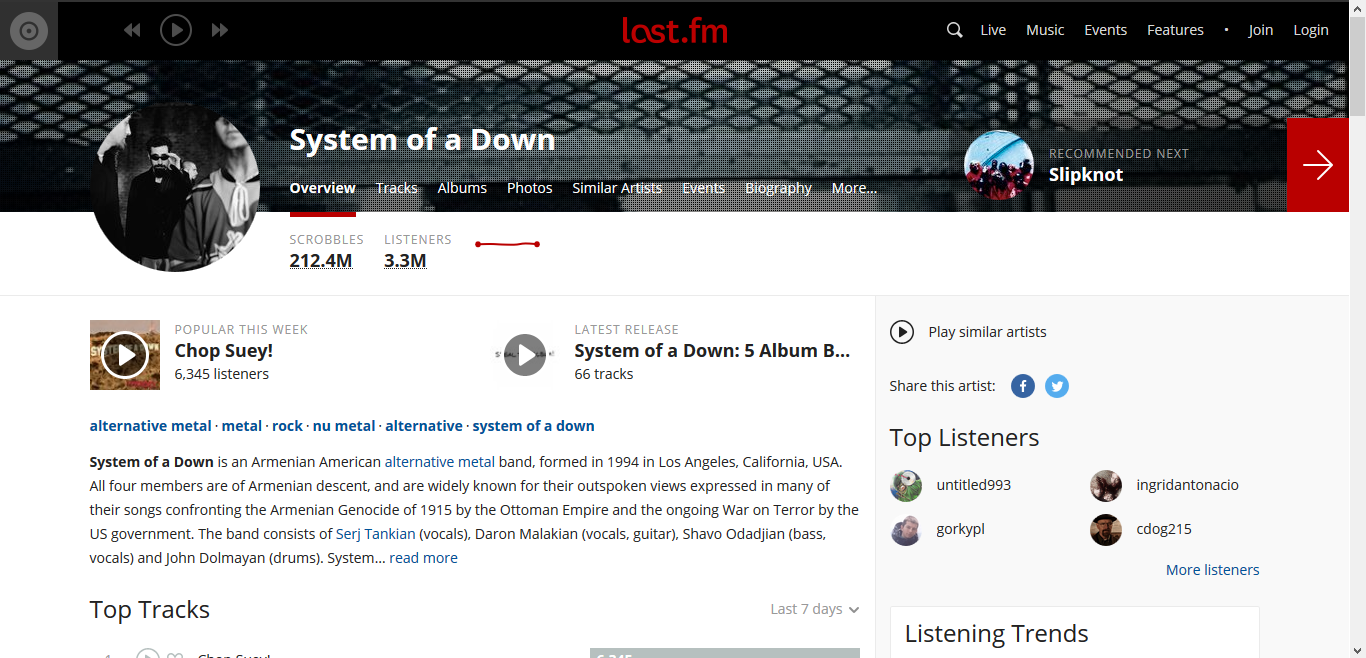 last.fm
Live Music Events Features · Join Login
System of a Down
Overview Tracks Albums Photos Similar Artists Events Biography More...
RECOMMENDED NEXT
Slipknot
SCROBBLES
212.4M
LISTENERS
3.3M
POPULAR THIS WEEK
Chop Suey!
6,345 listeners
LATEST RELEASE
System of a Down: 5 Album B...
66 tracks
alternative metal · metal · rock · nu metal · alternative · system of a down
System of a Down is an Armenian American alternative metal band, formed in 1994 in Los Angeles, California, USA.
All four members are of Armenian descent, and are widely known for their outspoken views expressed in many of
their songs confronting the Armenian Genocide of 1915 by the Ottoman Empire and the ongoing War on Terror by the
US government. The band consists of Serj Tankian (vocals), Daron Malakian (vocals, guitar), Shavo Odadjian (bass,
vocals) and John Dolmayan (drums). System... read more
Top Tracks
Last 7 days
1 Chop Suey! 6,345
Play similar artists
Share this artist:
Top Listeners
untitled993
ingridantonacio
gorkypl
cdog215
More listeners
Listening Trends